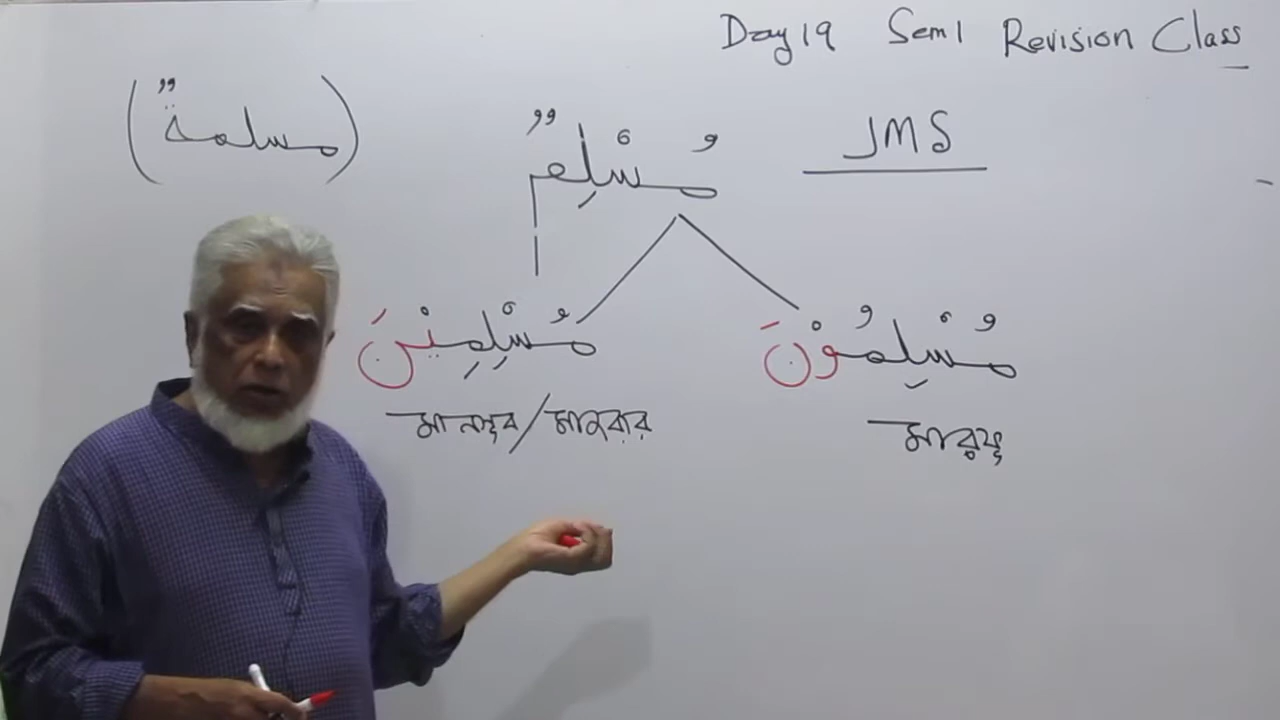 Day 19 Sem 1 Revision Class
(مسلمةٌ)
مُسْلِمٌ
JMS
مُسْلِمِيْنَ
مُسْلِمُوْنَ
মানসুব/মাজরুর
মারফু